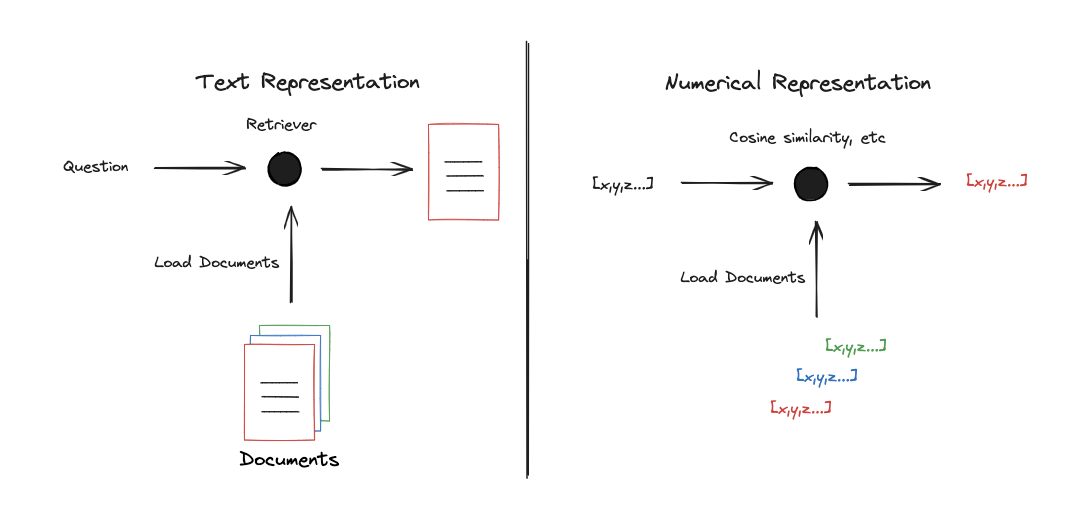 Text Representation
Retriever
Question
Load Documents
Documents
Numerical Representation
Cosine similarity, etc
[x,y,z...]
[x,y,z...]
Load Documents
[x,y,z...]
[x,y,z...]
[x,y,z...]